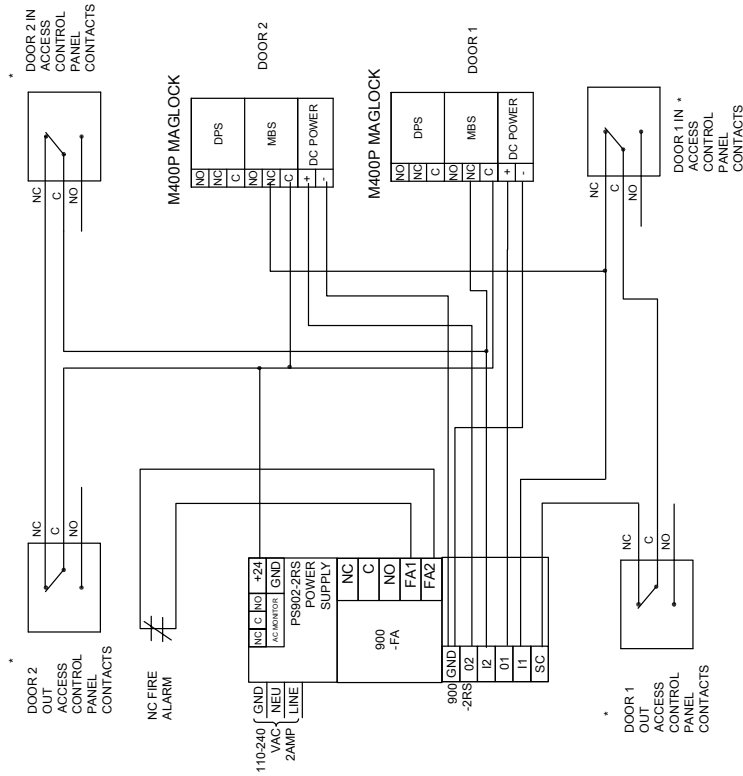 *
DOOR 2 IN
ACCESS
CONTROL
PANEL
CONTACTS
NC
C
NO
M400P MAGLOCK
DOOR 2
NO
NC
C
DPS
NO
NC
C
MBS
+
-
DC POWER
M400P MAGLOCK
DOOR 1
NO
NC
C
DPS
NO
NC
C
MBS
+
-
DC POWER
NC
C
NO
DOOR 1 IN *
ACCESS
CONTROL
PANEL
CONTACTS
*
DOOR 2
OUT
ACCESS
CONTROL
PANEL
CONTACTS
NC
C
NO
NC FIRE
ALARM
110-240
VAC
2AMP
GND
NEU
LINE
NC C NO +24
AC MONITOR GND
PS902-2RS
POWER
SUPPLY
900
-FA
NC
C
NO
FA1
FA2
900
-2RS
GND
02
I2
01
I1
SC
NC
C
NO
*
DOOR 1
OUT
ACCESS
CONTROL
PANEL
CONTACTS